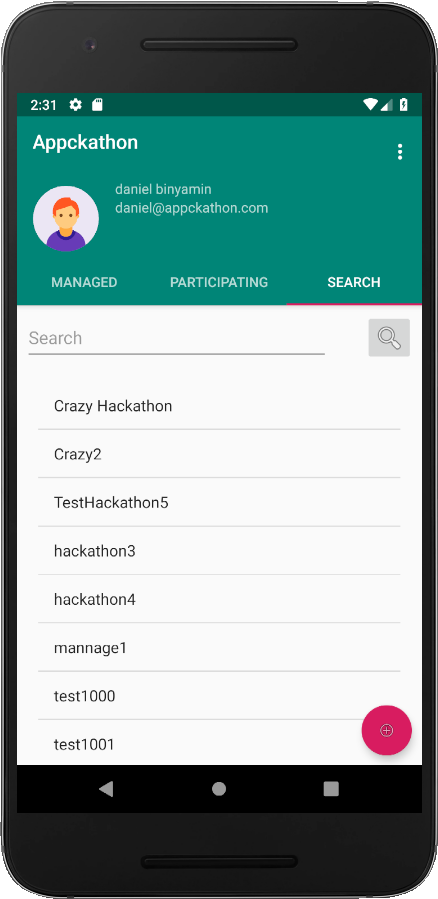 2:31
Appckathon
daniel binyamin
daniel@appckathon.com
MANAGED PARTICIPATING SEARCH
Search
Crazy Hackathon
Crazy2
TestHackathon5
hackathon3
hackathon4
mannage1
test1000
test1001